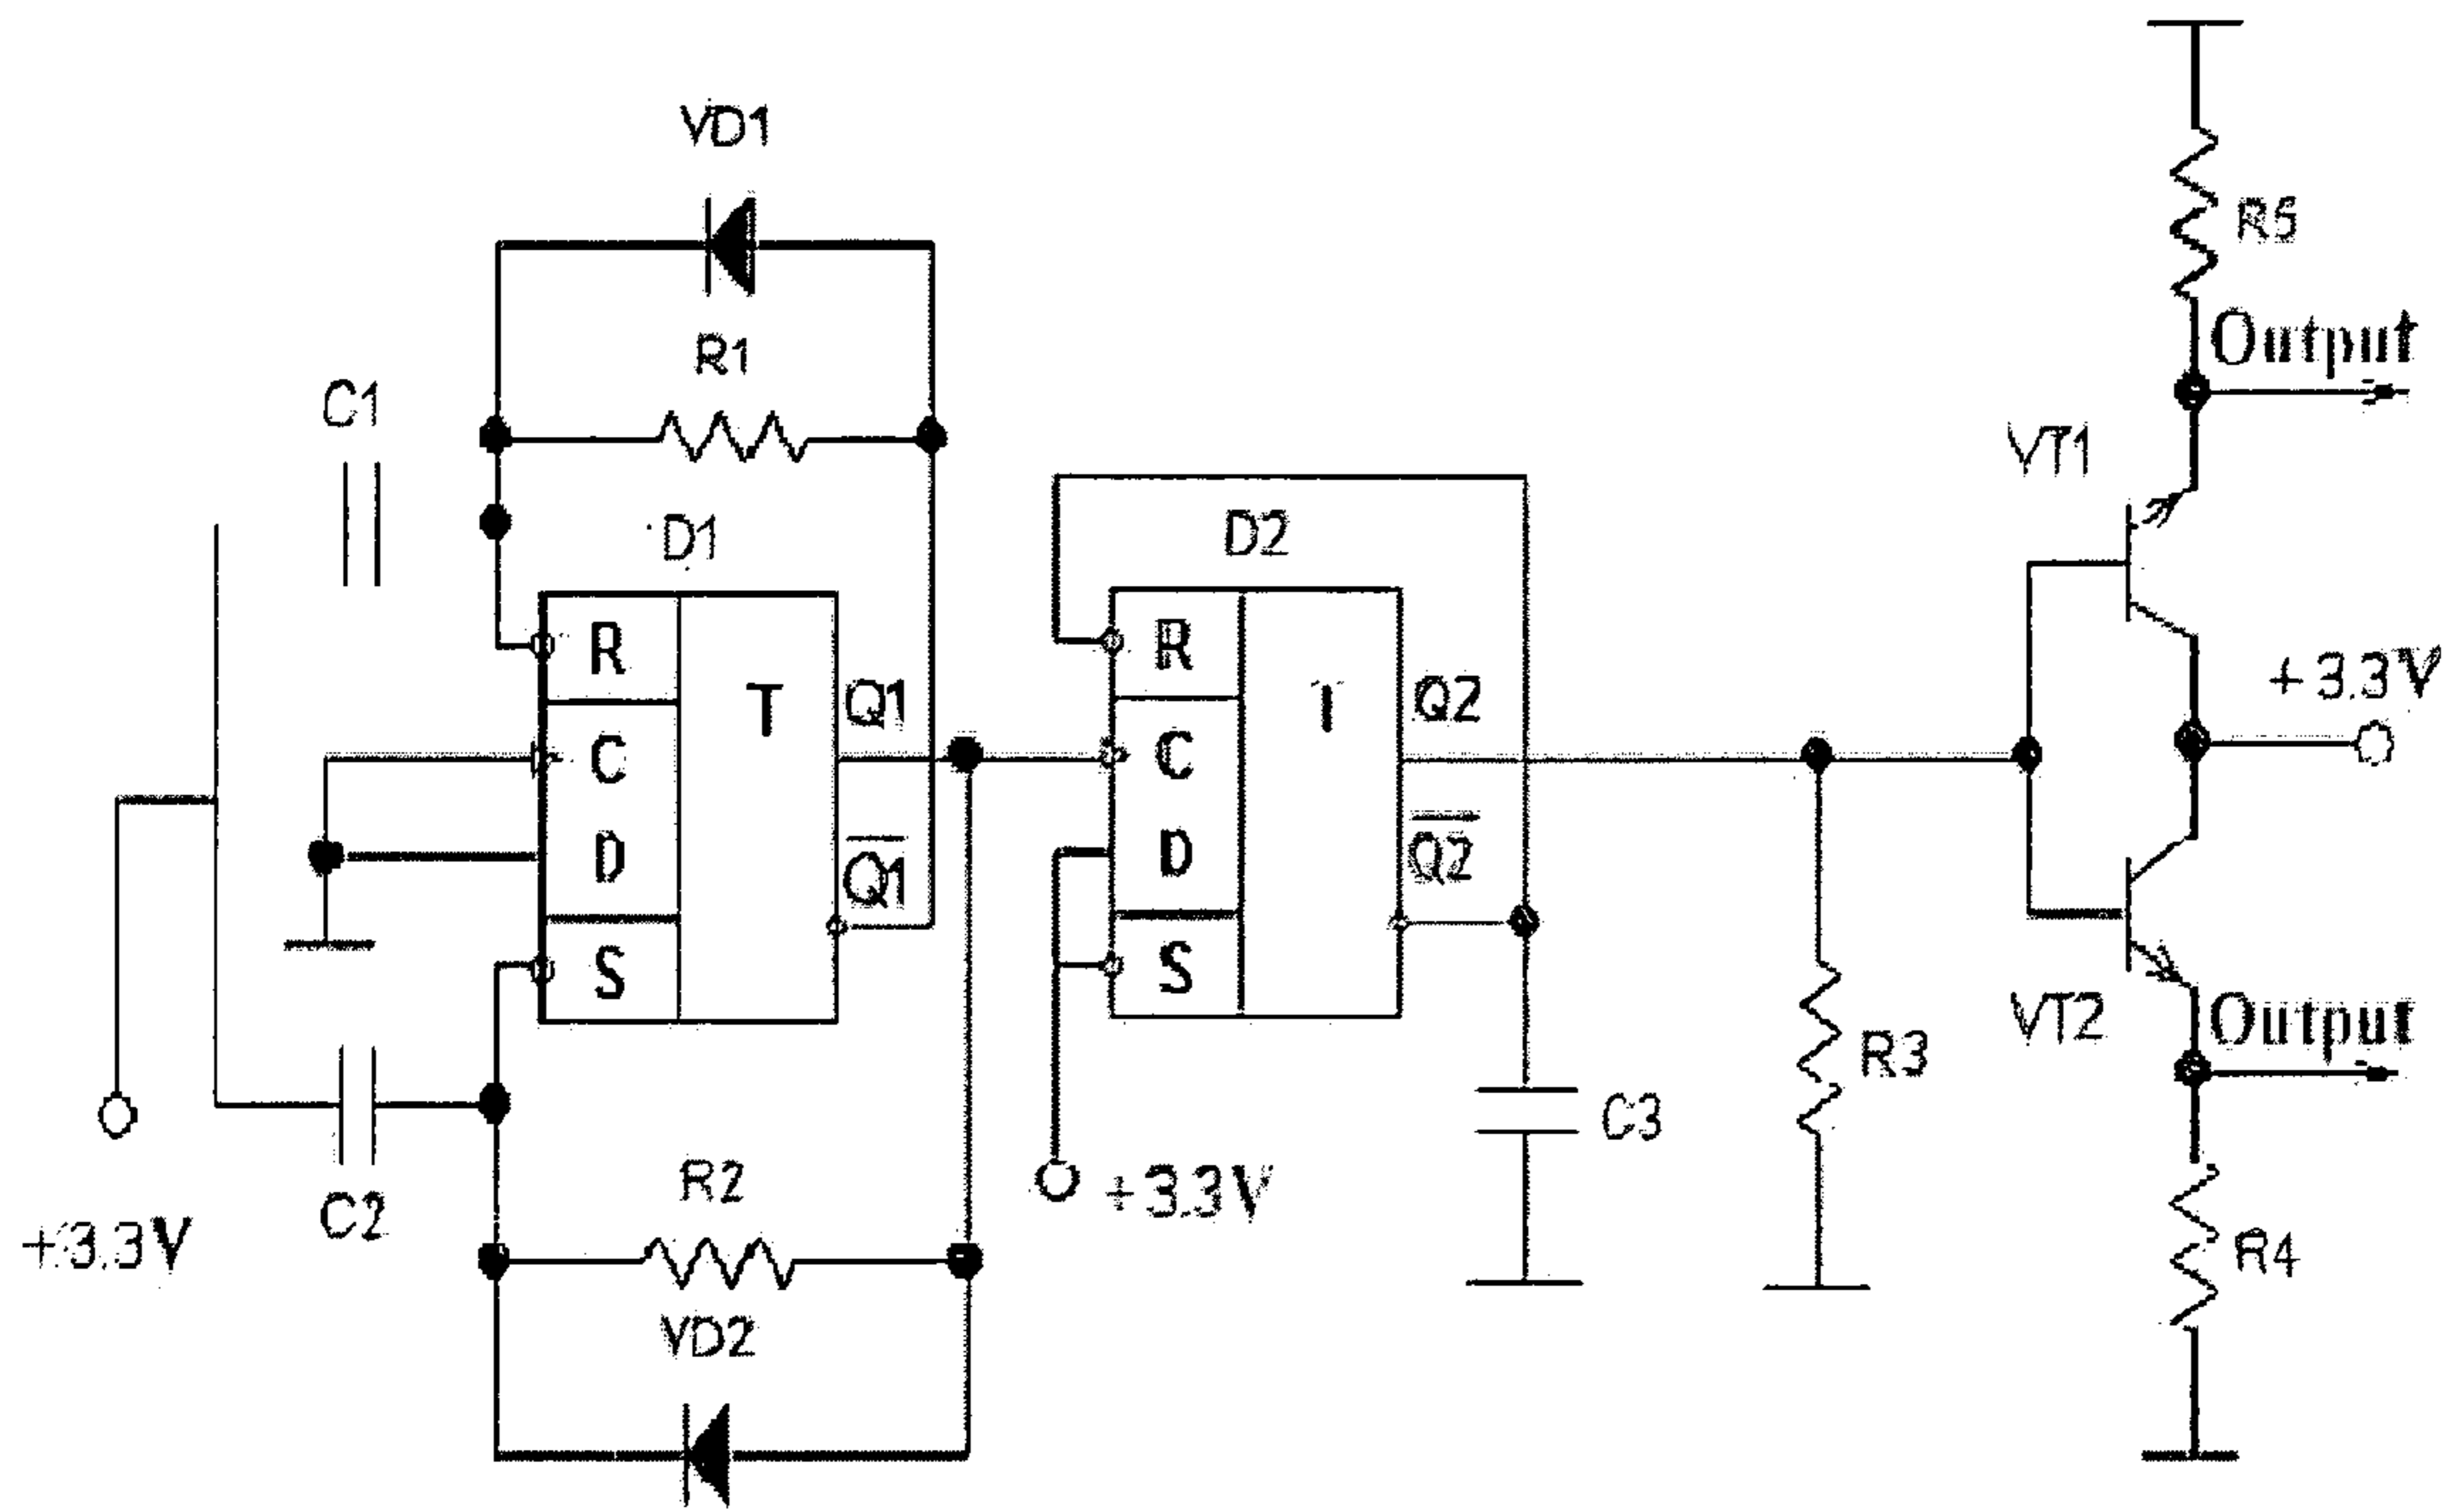 VD1
R1
C1
D1
R
C
D
S
T
Q1
Q1
C2
R2
VD2
+3.3V
D2
R
C
D
S
T
Q2
Q2
+3.3V
C3
R3
VT1
VT2
R5
Output
+3.3V
Output
R4